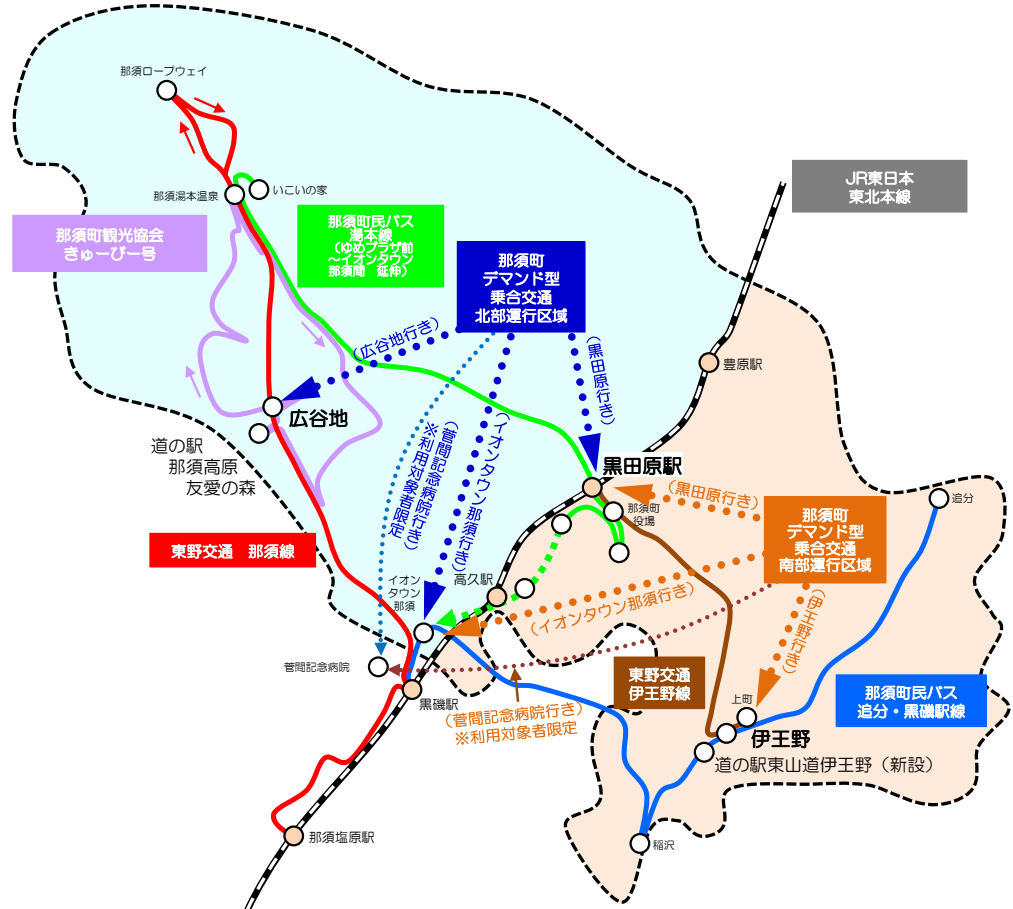 那須ロープウェイ
那須湯本温泉
いこいの家
JR東日本
東北本線
那須町観光協会
きゅーびー号
那須町民バス
湯本線
（ゆめプラザ前
～イオンタウン
那須間　延伸）
那須町
デマンド型
乗合交通
北部運行区域
（広谷地行き）
（黒田原行き）
豊原駅
広谷地
道の駅
那須高原
友愛の森
（イオンタウン那須行き）
（菅間記念病院行き）
※利用対象者限定
黒田原駅
（黒田原行き）
那須町
役場
那須町
デマンド型
乗合交通
南部運行区域
追分
東野交通　那須線
イオン
タウン
那須
高久駅
（イオンタウン那須行き）
（伊王野行き）
菅間記念病院
黒磯駅
（菅間記念病院行き）
※利用対象者限定
東野交通
伊王野線
上町
那須町民バス
追分・黒磯駅線
伊王野
道の駅東山道伊王野（新設）
那須塩原駅
稲沢